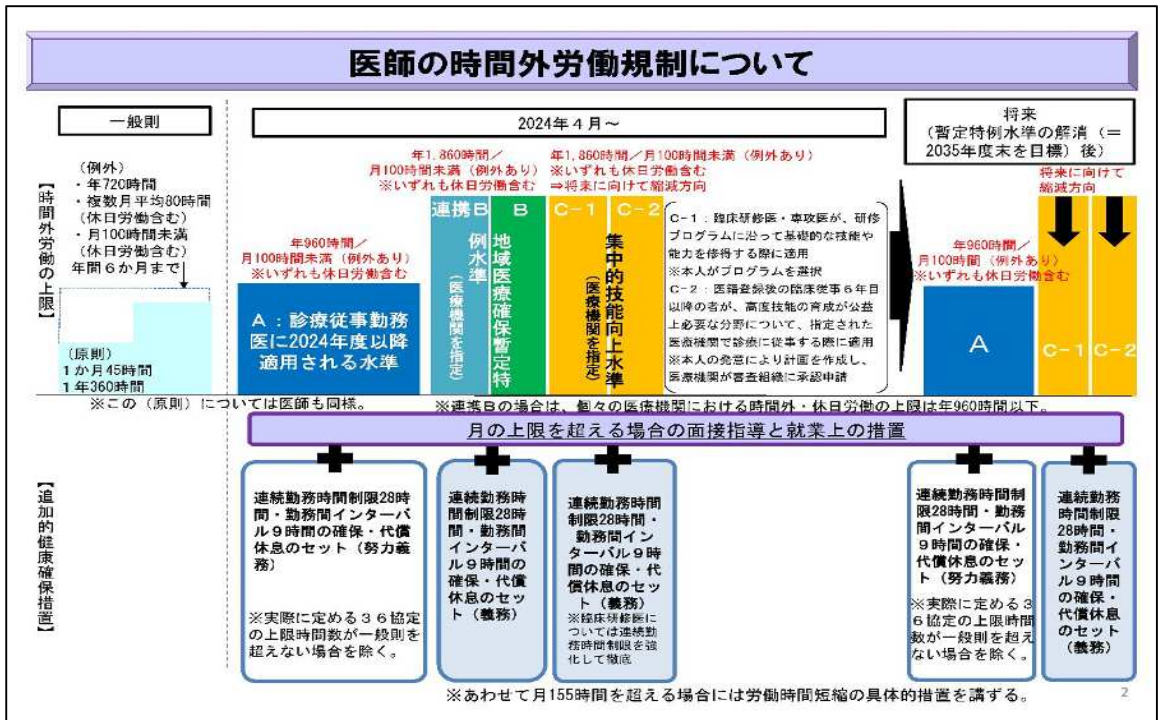 医師の時間外労働規制について
一般則
2024年4月～
将来
(暫定特例水準の解消(＝
2035年度末を目標)後)
【時間外労働の上限】
(例外)
・年720時間
・複数月平均80時間
(休日労働含む)
・月100時間未満
(休日労働含む)
年間6か月まで
(原則)
1か月45時間
1年360時間
※この(原則)については医師も同様。
年960時間／
月100時間未満(例外あり)
※いずれも休日労働含む
A：診療従事勤務
医に2024年度以降
適用される水準
年1,860時間／
月100時間未満(例外あり)
※いずれも休日労働含む
連携B
B
地域医療確保暫定特
例水準
(医療機関を指定)
年1,860時間／月100時間未満(例外あり)
※いずれも休日労働含む
⇒将来に向けて縮減方向
C-1
C-2
集中的技能向上水準
(医療機関を指定)
C-1：臨床研修医・専攻医が、研修
プログラムに沿って基礎的な技能や
能力を修得する際に適用
※本人がプログラムを選択
C-2：医籍登録後の臨床従事6年目
以降の者が、高度技能の育成が公益
上必要な分野について、指定された
医療機関で診療に従事する際に適用
※本人の発意により計画を作成し、
医療機関が審査組織に承認申請
年960時間／
月100時間(例外あり)
※いずれも休日労働含む
A
将来に向けて
縮減方向
C-1
C-2
※連携Bの場合は、個々の医療機関における時間外・休日労働の上限は年960時間以下。
月の上限を超える場合の面接指導と就業上の措置
【追加的健康確保措置】
連続勤務時間制限28時
間・勤務間インターバ
ル9時間の確保・代償
休息のセット(努力義
務)
※実際に定める36協定
の上限時間数が一般則を
超えない場合を除く。
連続勤務時
間制限28時
間・勤務間
インターバ
ル9時間の
確保・代償
休息のセッ
ト(義務)
連続勤務時間
制限28時間・
勤務間イン
ターバル9時
間の確保・代
償休息のセッ
ト(義務)
※臨床研修医に
ついては連続勤
務時間制限を強
化して徹底
連続勤務時間制
限28時間・勤務
間インターバル
9時間の確保・
代償休息のセッ
ト(努力義務)
※実際に定める3
6協定の上限時間
数が一般則を超え
ない場合を除く。
連続勤務
時間制限
28時間・
勤務間イ
ンターバ
ル9時間
の確保・
代償休息
のセット
(義務)
※あわせて月155時間を超える場合には労働時間短縮の具体的措置を講ずる。
2